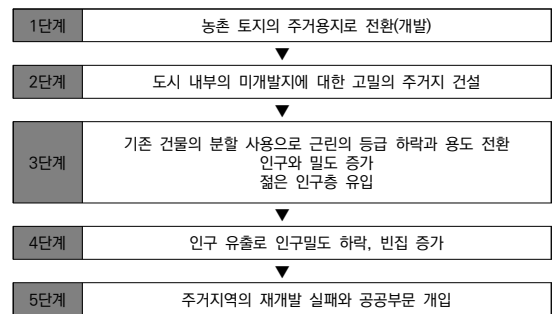 1단계 농촌 토지의 주거용지로 전환(개발)
▼
2단계 도시 내부의 미개발지에 대한 고밀의 주거지 건설
▼
3단계 기존 건물의 분할 사용으로 근린의 등급 하락과 용도 전환
인구와 밀도 증가
젊은 인구층 유입
▼
4단계 인구 유출로 인구밀도 하락, 빈집 증가
▼
5단계 주거지역의 재개발 실패와 공공부문 개입